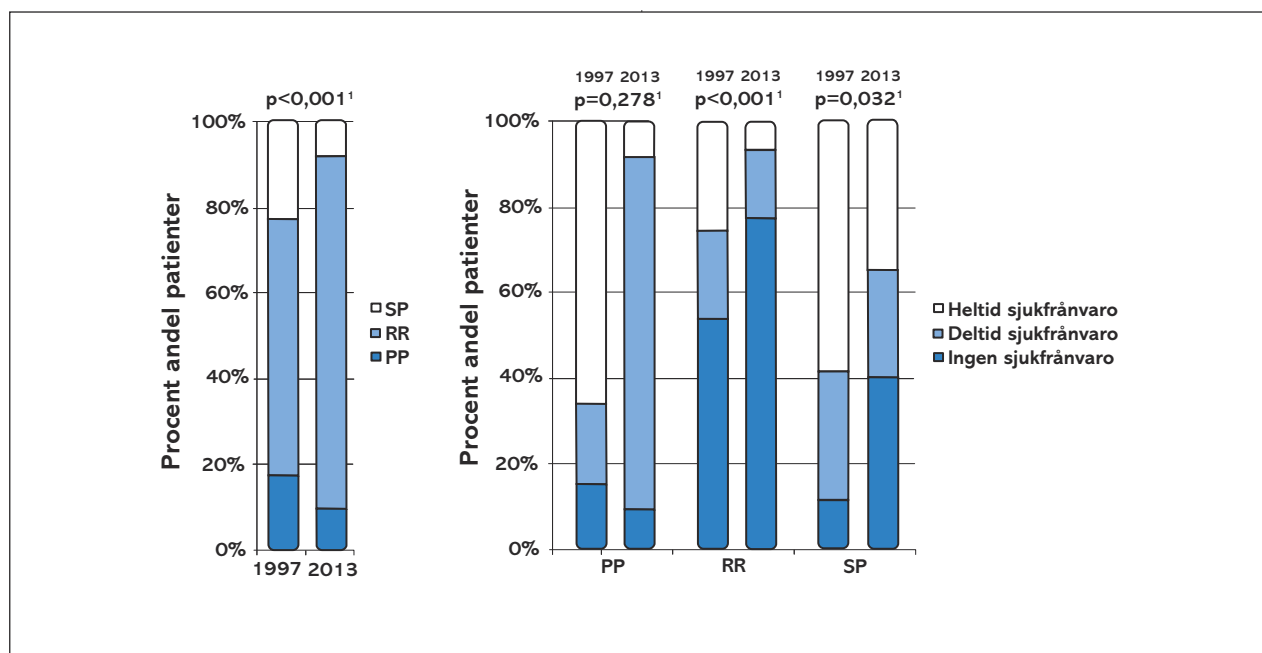 p<0,001¹
Procent andel patienter
100%
80%
60%
40%
20%
0%
1997 2013
SP
RR
PP
1997 2013
p=0,278¹
1997 2013
p<0,001¹
1997 2013
p=0,032¹
Procent andel patienter
100%
80%
60%
40%
20%
0%
PP
RR
SP
Heltid sjukfrånvaro
Deltid sjukfrånvaro
Ingen sjukfrånvaro